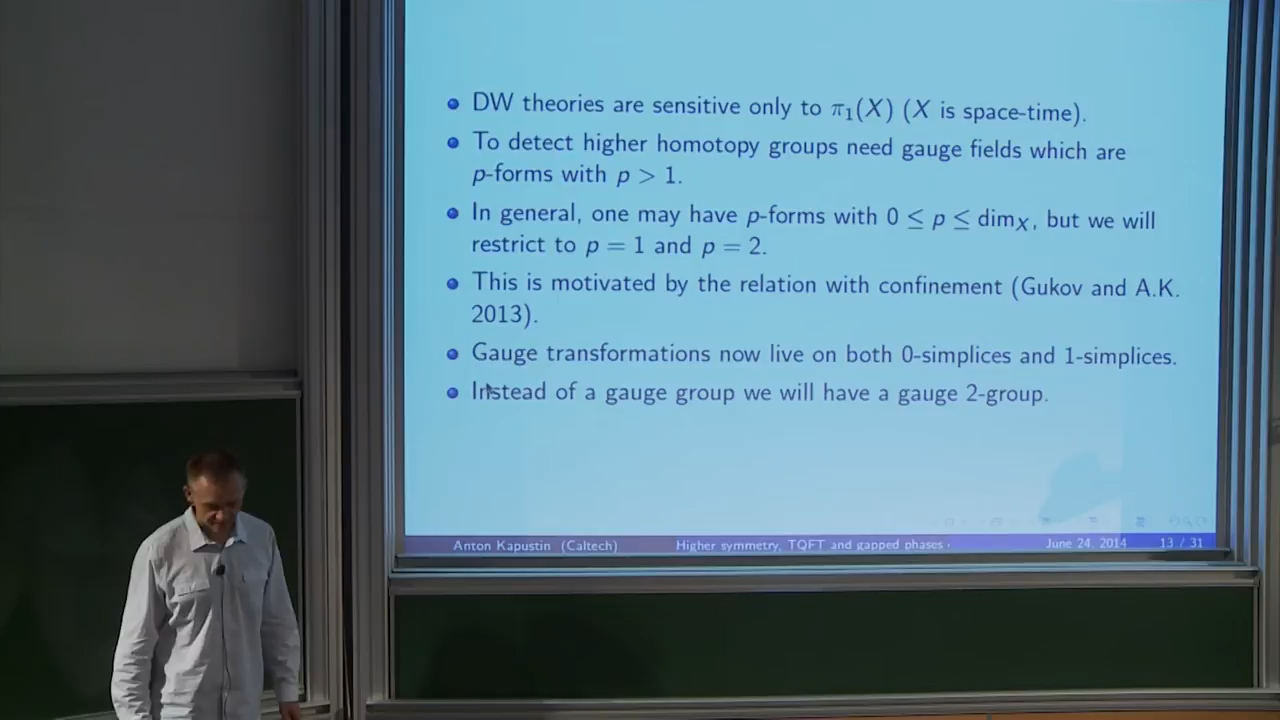 DW theories are sensitive only to π₁(X) (X is space-time).
To detect higher homotopy groups need gauge fields which are
p-forms with p > 1.
In general, one may have p-forms with 0 ≤ p ≤ dim_X, but we will
restrict to p = 1 and p = 2.
This is motivated by the relation with confinement (Gukov and A.K.
2013).
Gauge transformations now live on both 0-simplices and 1-simplices.
Instead of a gauge group we will have a gauge 2-group.
Anton Kapustin (Caltech) Higher symmetry, TQFT and gapped phases June 24, 2014 13 / 31